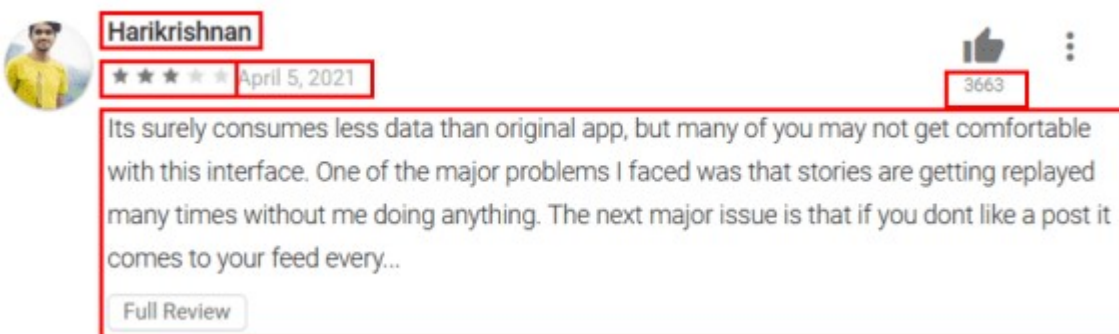 Harikrishnan
April 5, 2021
3663
Its surely consumes less data than original app, but many of you may not get comfortable
with this interface. One of the major problems I faced was that stories are getting replayed
many times without me doing anything. The next major issue is that if you dont like a post it
comes to your feed every...
Full Review